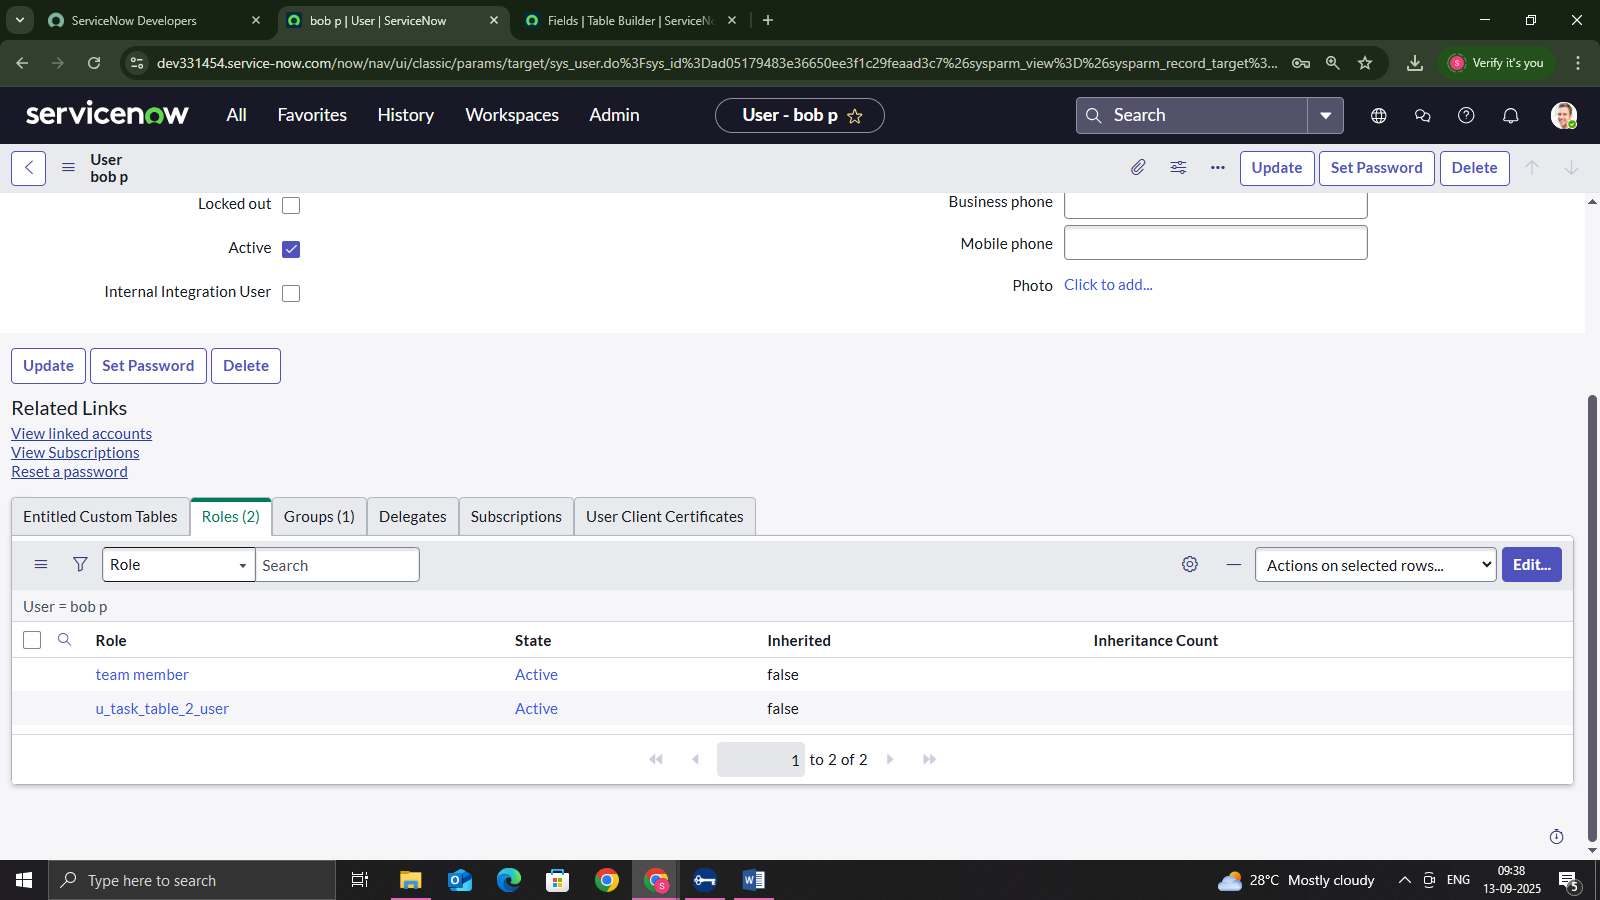 ServiceNow Developers
bob p | User | ServiceNow
Fields | Table Builder | ServiceNo
dev331454.service-now.com/now/nav/ui/classic/params/target/sys_user.do%3Fsys_id%3Dad05179483e36650ee3f1c29feaad3c7%26sysparm_view%3D%26sysparm_record_target%3...
S
Verify it's you
servicenow
All
Favorites
History
Workspaces
Admin
User - bob p
Search
User
bob p
Update
Set Password
Delete
Locked out
Business phone
Active
Mobile phone
Internal Integration User
Photo
Click to add...
Update
Set Password
Delete
Related Links
View linked accounts
View Subscriptions
Reset a password
Entitled Custom Tables
Roles (2)
Groups (1)
Delegates
Subscriptions
User Client Certificates
Role
Search
Actions on selected rows...
Edit...
User = bob p
Role
State
Inherited
Inheritance Count
team member
Active
false
u_task_table_2_user
Active
false
1 to 2 of 2
Type here to search
28°C Mostly cloudy
ENG
09:38
13-09-2025
5